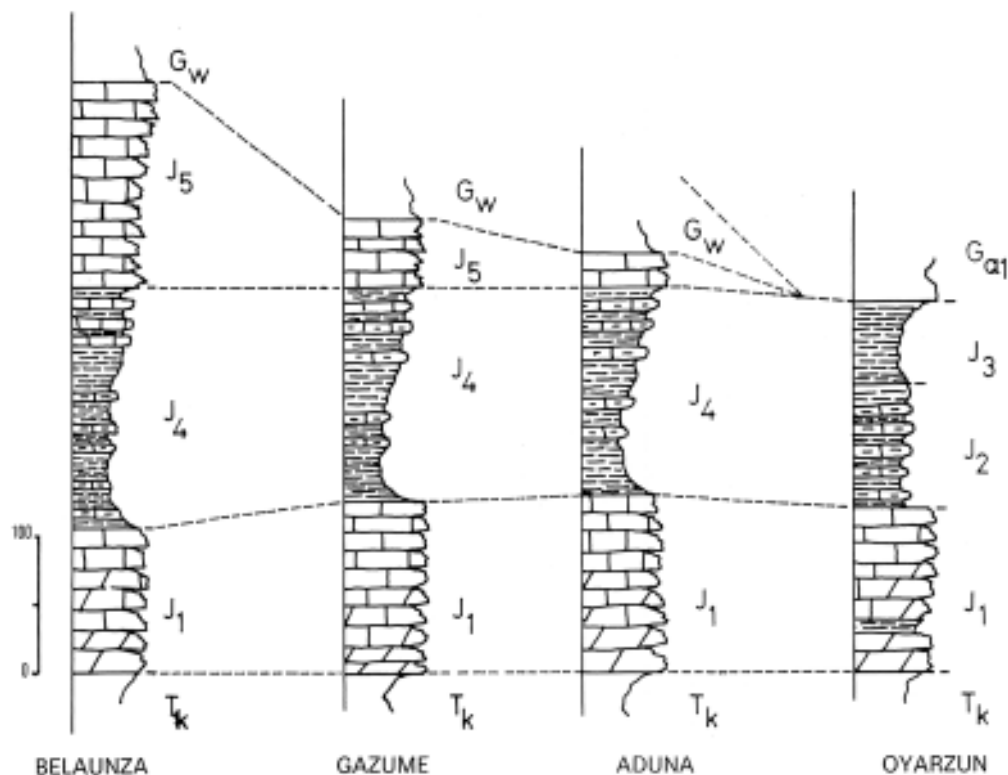 G_w
J_5
G_w
J_5
G_w
G_a1
J_4
J_4
J_4
J_3
J_2
100
0
J_1
J_1
J_1
J_1
T_k
T_k
T_k
T_k
BELAUNZA GAZUME ADUNA OYARZUN